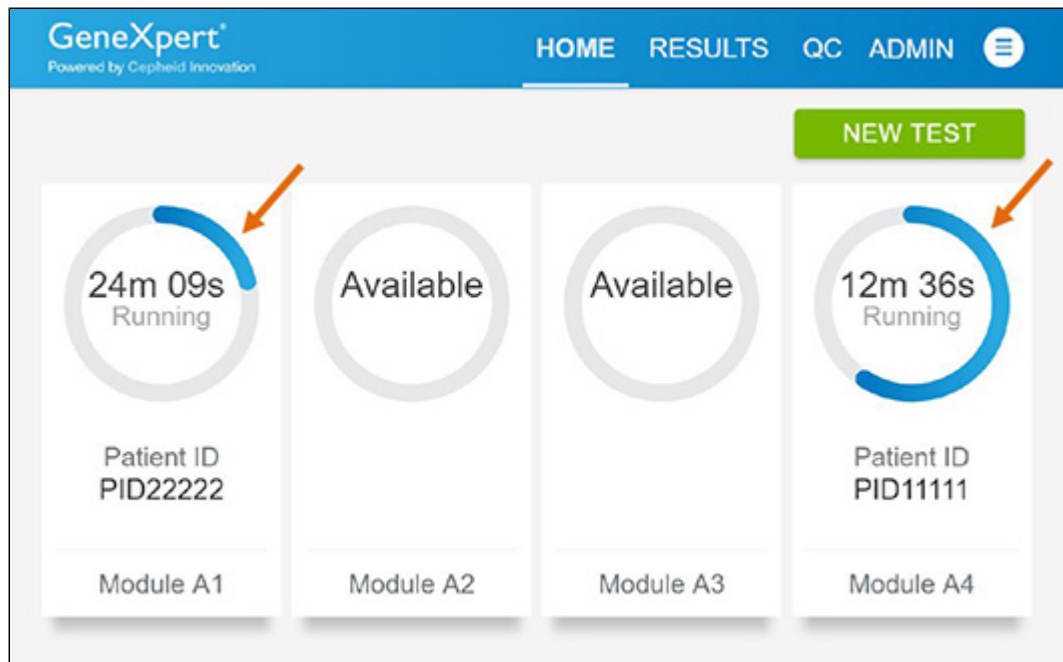 GeneXpert®
Powered by Cepheid Innovation
HOME RESULTS QC ADMIN
NEW TEST
24m 09s
Running
Patient ID
PID22222
Module A1
Available
Module A2
Available
Module A3
12m 36s
Running
Patient ID
PID11111
Module A4